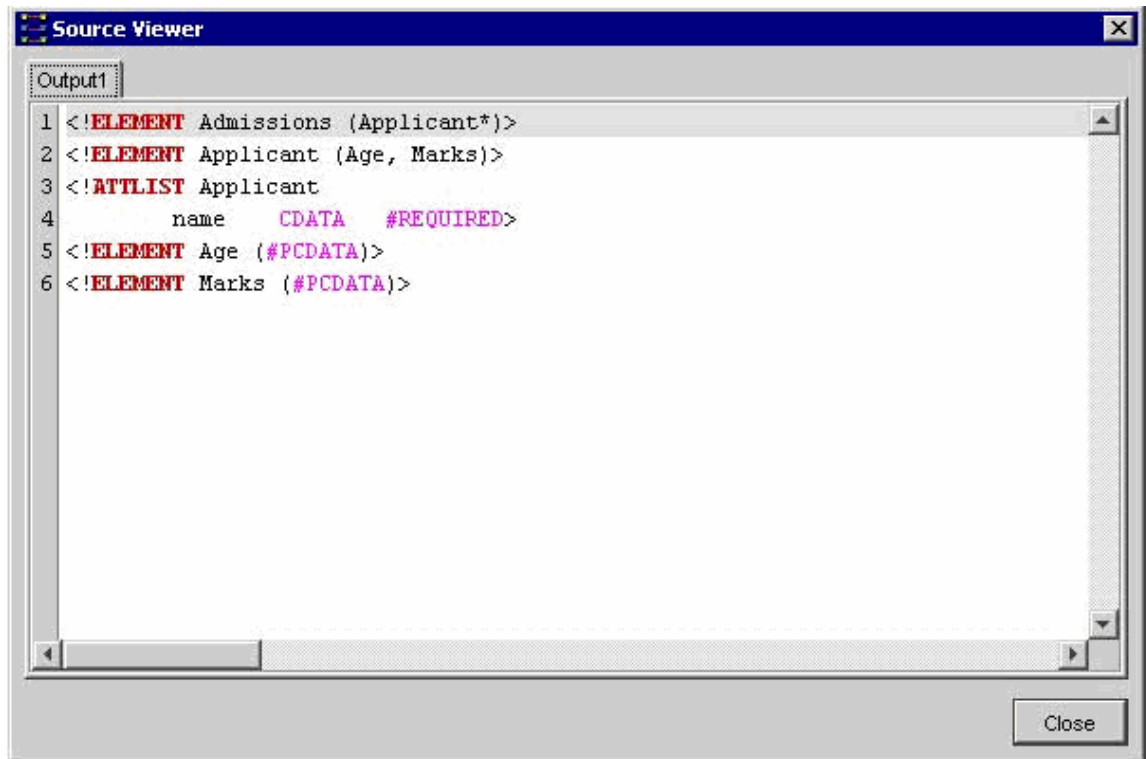 Source Viewer
Output1
1 <!ELEMENT Admissions (Applicant*)>
2 <!ELEMENT Applicant (Age, Marks)>
3 <!ATTLIST Applicant
4 name CDATA #REQUIRED>
5 <!ELEMENT Age (#PCDATA)>
6 <!ELEMENT Marks (#PCDATA)>
Close